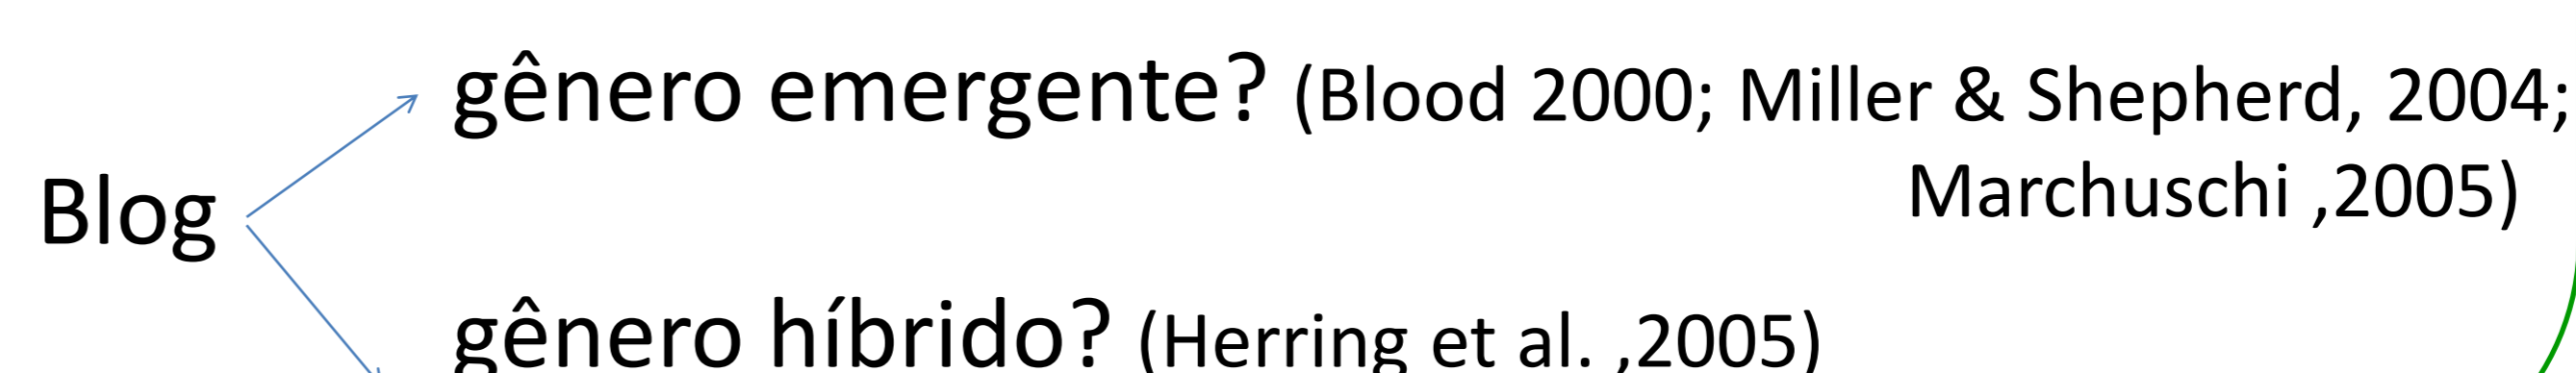 gênero emergente? (Blood 2000; Miller & Shepherd, 2004;
Marchuschi ,2005)
Blog
gênero híbrido? (Herring et al. ,2005)